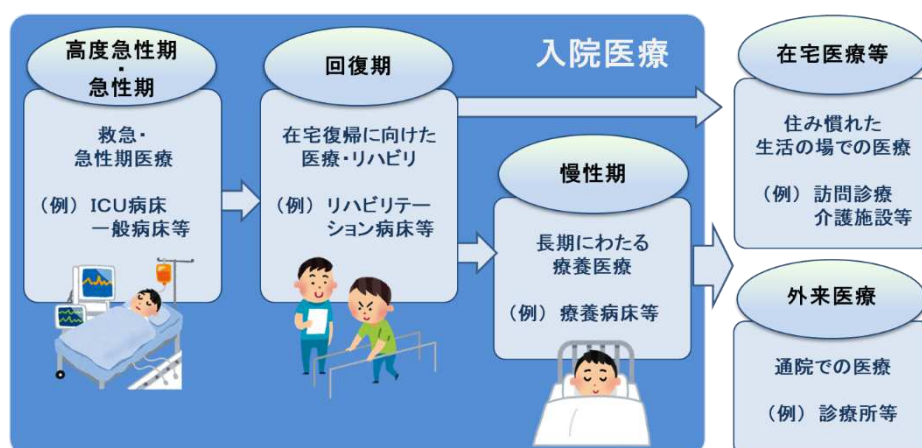 入院医療
高度急性期
・
急性期
救急・
急性期医療
（例）ICU病床
一般病床等
回復期
在宅復帰に向けた
医療・リハビリ
（例）リハビリテー
ション病床等
慢性期
長期にわたる
療養医療
（例）療養病床等
在宅医療等
住み慣れた
生活の場での医療
（例）訪問診療
介護施設等
外来医療
通院での医療
（例）診療所等